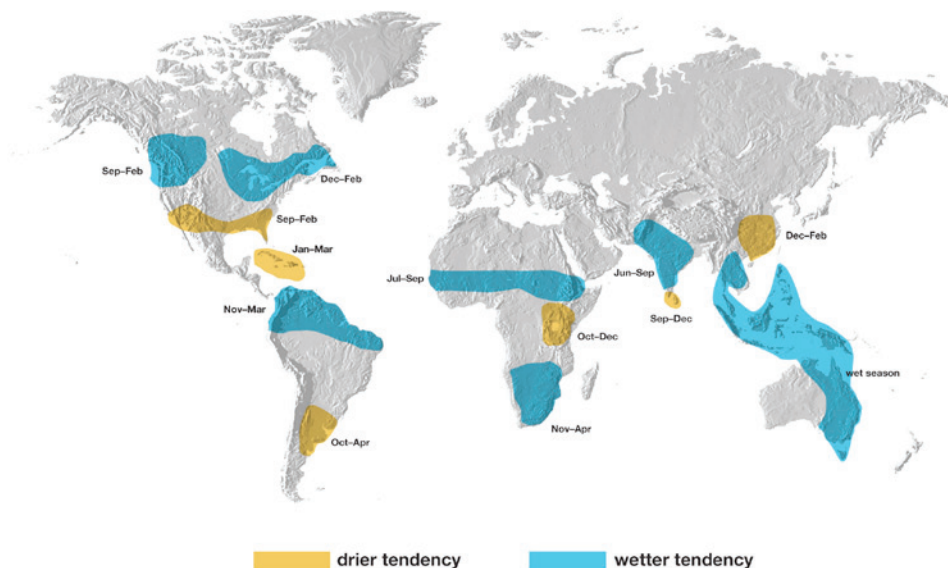 Sep–Feb
Dec–Feb
Sep–Feb
Jan–Mar
Nov–Mar
Oct–Apr
Jul–Sep
Jun–Sep
Dec–Feb
Sep–Dec
Oct–Dec
Nov–Apr
wet season
drier tendency
wetter tendency